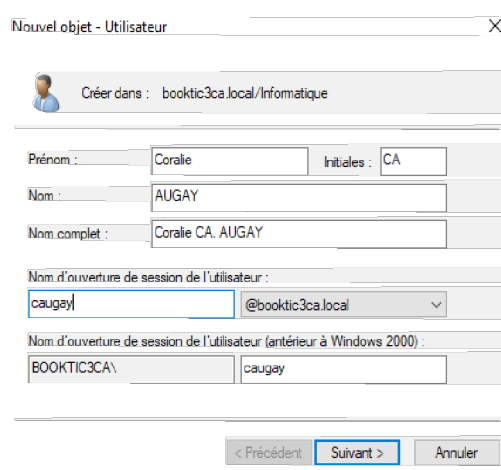 Nouvel objet - Utilisateur
Créer dans : booktic3ca.local/Informatique
Prénom : Coralie Initiales : CA
Nom : AUGAY
Nom complet : Coralie CA. AUGAY
Nom d'ouverture de session de l'utilisateur :
caugay @booktic3ca.local
Nom d'ouverture de session de l'utilisateur (antérieur à Windows 2000) :
BOOKTIC3CA\ caugay
< Précédent Suivant > Annuler